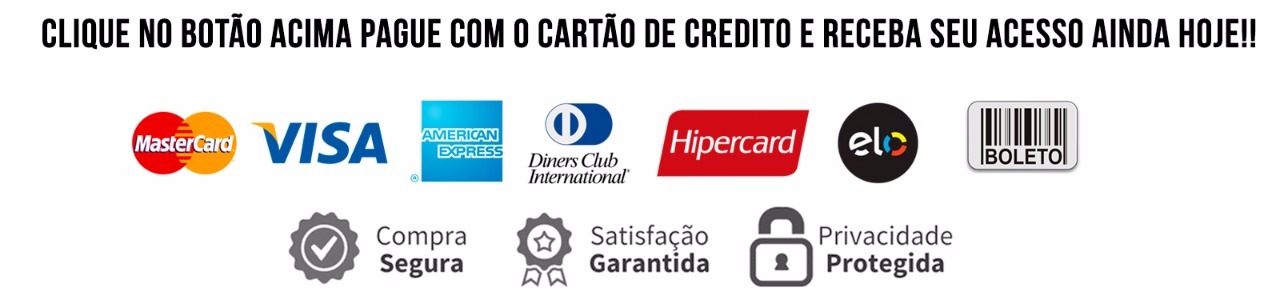 CLIQUE NO BOTÃO ACIMA PAGUE COM O CARTÃO DE CREDITO E RECEBA SEU ACESSO AINDA HOJE!!
MasterCard VISA AMERICAN EXPRESS Diners Club International® Hipercard elo BOLETO
Compra Segura
Satisfação Garantida
Privacidade Protegida